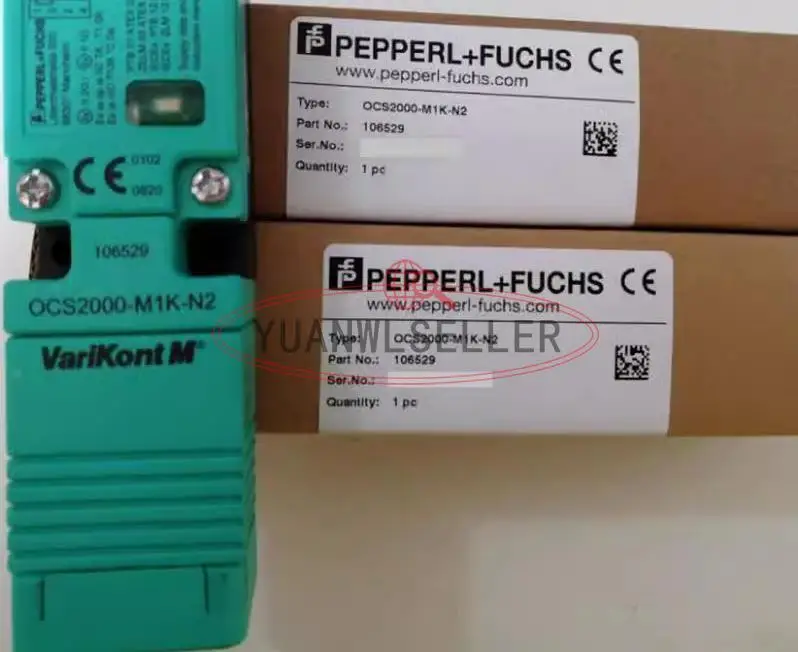 PEPPERL+FUCHS
0102
0820
106529
OCS2000-M1K-N2
VariKont M®
PEPPERL+FUCHS CE
www.pepperl-fuchs.com
Type: OCS2000-M1K-N2
Part No.: 106529
Ser.No.:
Quantity: 1 pc
PEPPERL+FUCHS CE
www.pepperl-fuchs.com
Type: OCS2000-M1K-N2
Part No.: 106529
Ser.No.:
Quantity: 1 pc
YUANWLSELLER